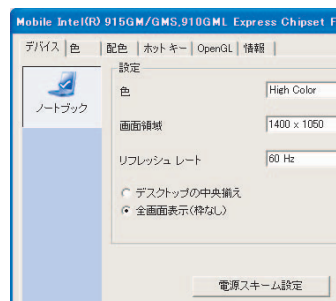 Mobile Intel(R) 915GM/GMS,910GML Express Chipset F
デバイス 色 配色 ホット キー OpenGL 情報
設定
ノートブック
色 High Color
画面領域 1400 x 1050
リフレッシュ レート 60 Hz
デスクトップの中央揃え
全画面表示(枠なし)
電源スキーム設定